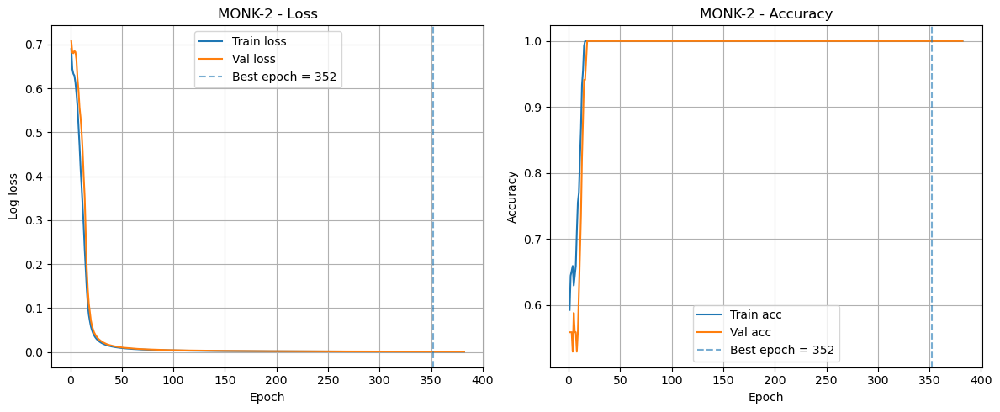 MONK-2 - Loss
0.7
0.6
0.5
0.4
0.3
0.2
0.1
0.0
Log loss
Train loss
Val loss
Best epoch = 352
0 50 100 150 200 250 300 350 400
Epoch
MONK-2 - Accuracy
1.0
0.9
0.8
0.7
0.6
Accuracy
Train acc
Val acc
Best epoch = 352
0 50 100 150 200 250 300 350 400
Epoch